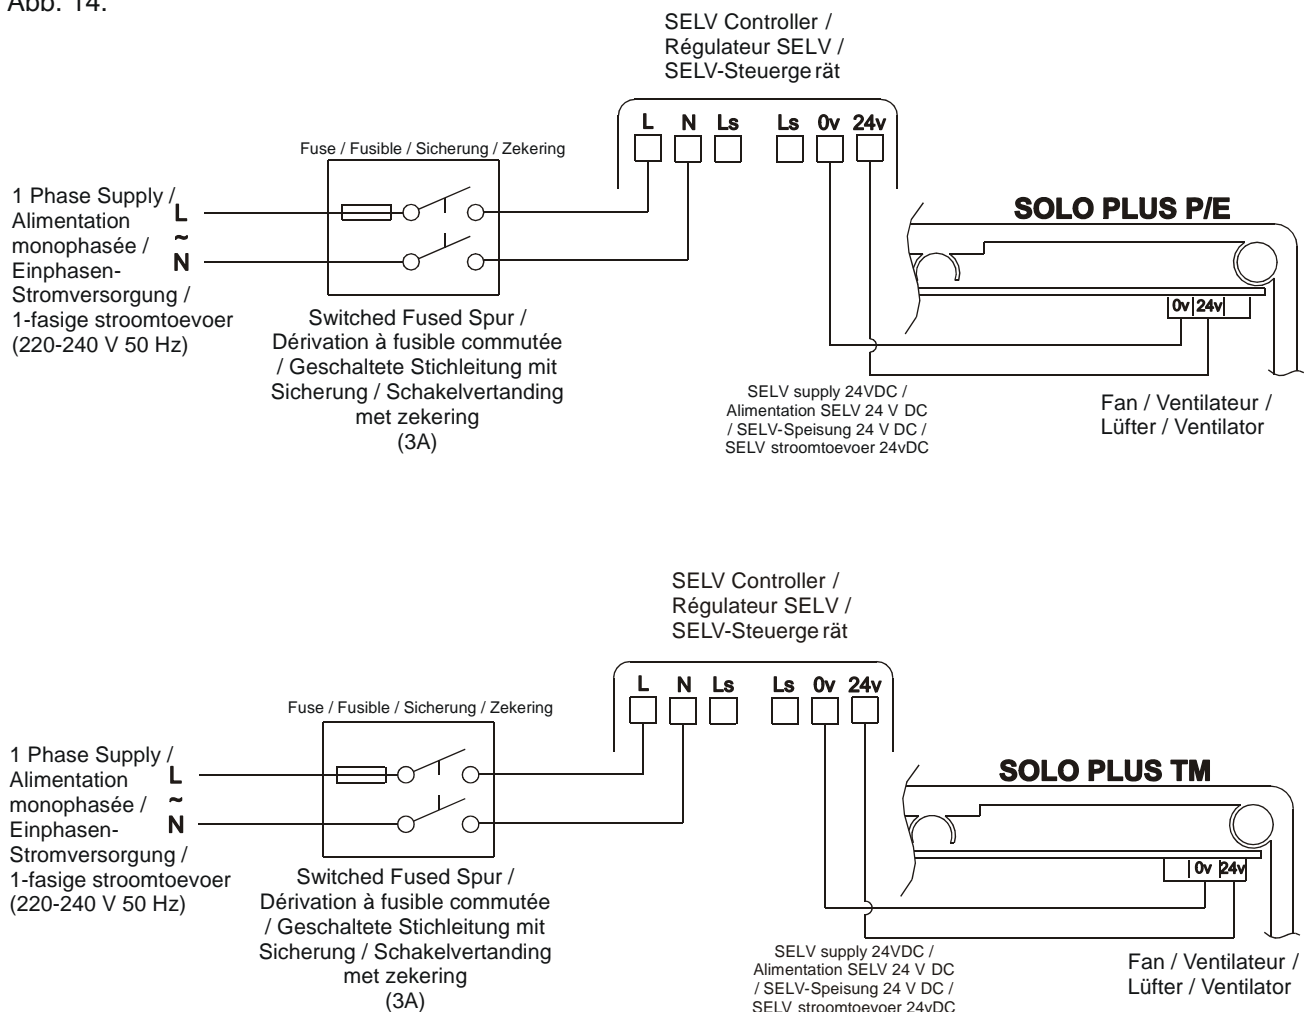 Abb. 14.
SELV Controller /
Régulateur SELV /
SELV-Steuerge rät
L N Ls Ls 0v 24v
Fuse / Fusible / Sicherung / Zekering
1 Phase Supply /
Alimentation
monophasée /
Einphasen-
Stromversorgung /
1-fasige stroomtoevoer
(220-240 V 50 Hz)
L
~
N
SOLO PLUS P/E
0v 24v
Switched Fused Spur /
Dérivation à fusible commutée
/ Geschaltete Stichleitung mit
Sicherung / Schakelvertanding
met zekering
(3A)
SELV supply 24VDC /
Alimentation SELV 24 V DC
/ SELV-Speisung 24 V DC /
SELV stroomtoevoer 24vDC
Fan / Ventilateur /
Lüfter / Ventilator
SELV Controller /
Régulateur SELV /
SELV-Steuerge rät
L N Ls Ls 0v 24v
Fuse / Fusible / Sicherung / Zekering
1 Phase Supply /
Alimentation
monophasée /
Einphasen-
Stromversorgung /
1-fasige stroomtoevoer
(220-240 V 50 Hz)
L
~
N
SOLO PLUS TM
0v 24v
Switched Fused Spur /
Dérivation à fusible commutée
/ Geschaltete Stichleitung mit
Sicherung / Schakelvertanding
met zekering
(3A)
SELV supply 24VDC /
Alimentation SELV 24 V DC
/ SELV-Speisung 24 V DC /
SELV stroomtoevoer 24vDC
Fan / Ventilateur /
Lüfter / Ventilator